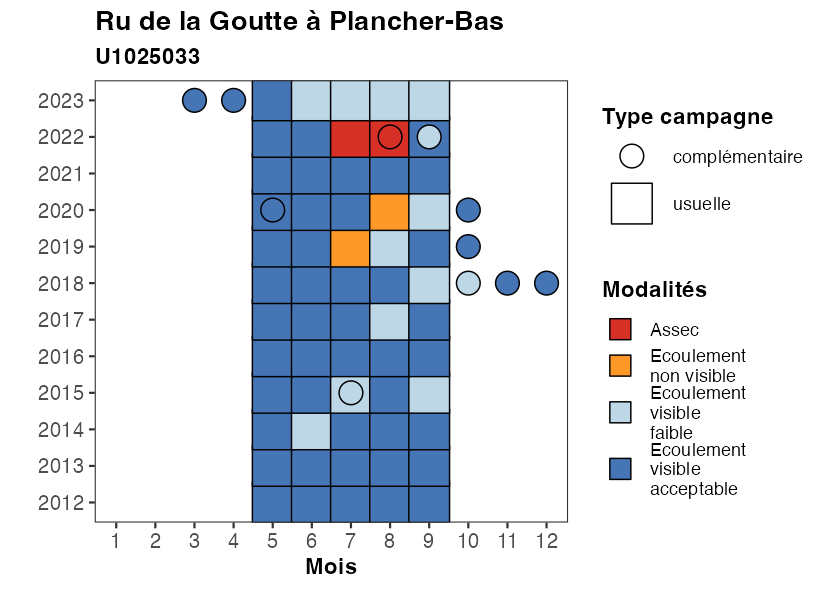 Ru de la Goutte à Plancher-Bas
U1025033
2023
2022
2021
2020
2019
2018
2017
2016
2015
2014
2013
2012
1 2 3 4 5 6 7 8 9 10 11 12
Mois
Type campagne
complémentaire
usuelle
Modalités
Assec
Ecoulement
non visible
Ecoulement
visible
faible
Ecoulement
visible
acceptable